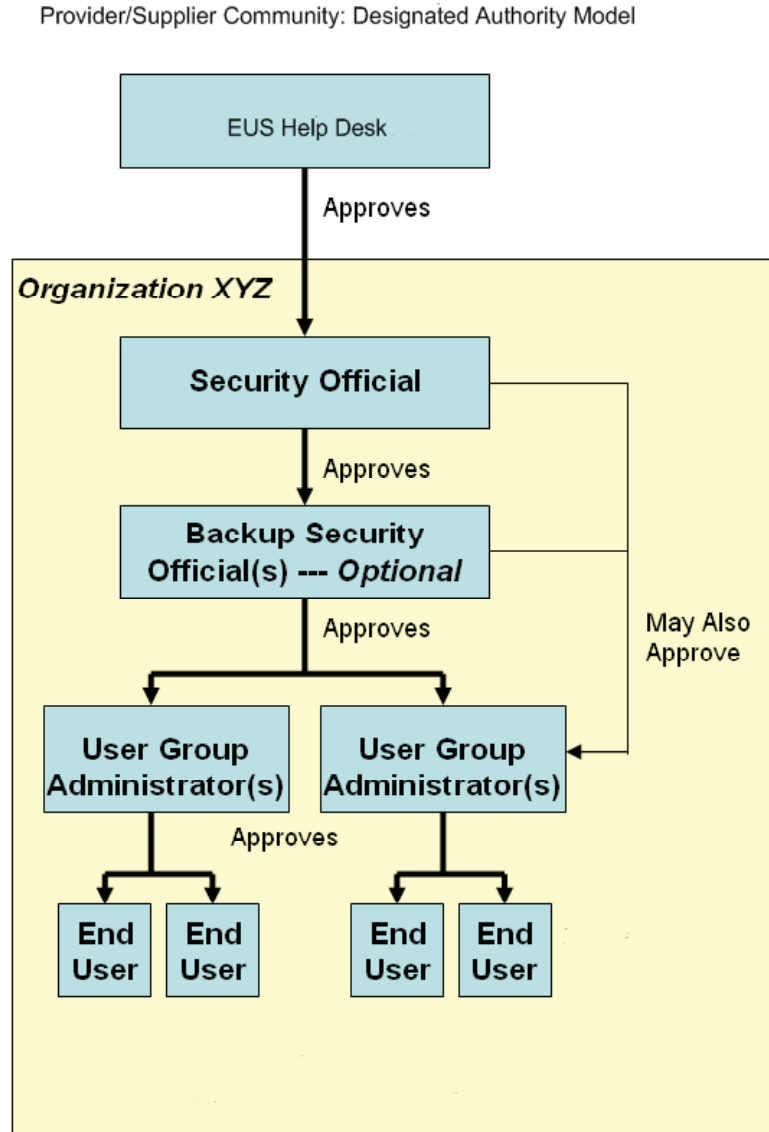 Provider/Supplier Community: Designated Authority Model
EUS Help Desk
Approves
Organization XYZ
Security Official
Approves
Backup Security
Official(s) --- Optional
Approves
May Also
Approve
User Group
Administrator(s)
User Group
Administrator(s)
Approves
End
User
End
User
End
User
End
User